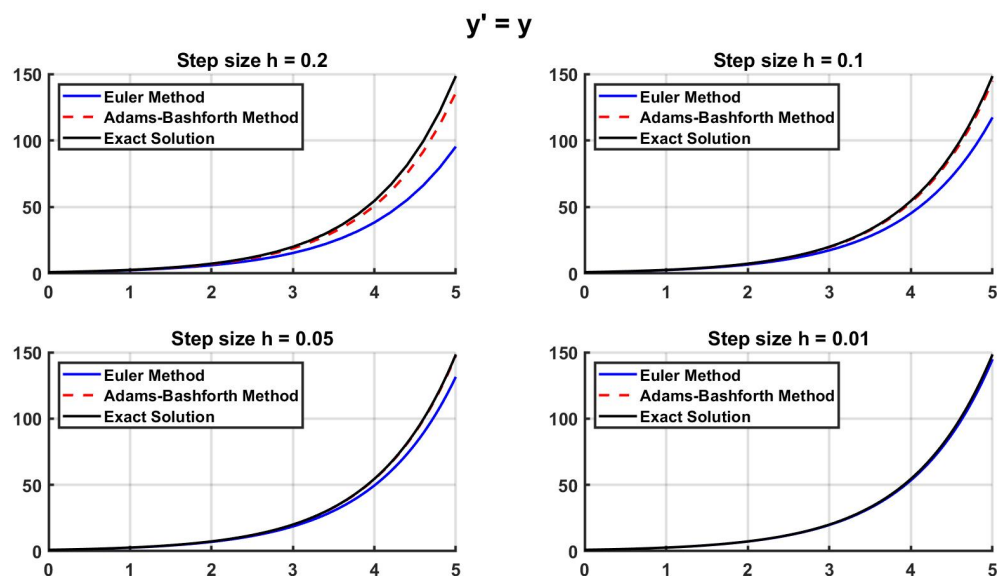 y' = y
Step size h = 0.2
150
100
50
0
0 1 2 3 4 5
Euler Method
Adams-Bashforth Method
Exact Solution
Step size h = 0.1
150
100
50
0
0 1 2 3 4 5
Euler Method
Adams-Bashforth Method
Exact Solution
Step size h = 0.05
150
100
50
0
0 1 2 3 4 5
Euler Method
Adams-Bashforth Method
Exact Solution
Step size h = 0.01
150
100
50
0
0 1 2 3 4 5
Euler Method
Adams-Bashforth Method
Exact Solution